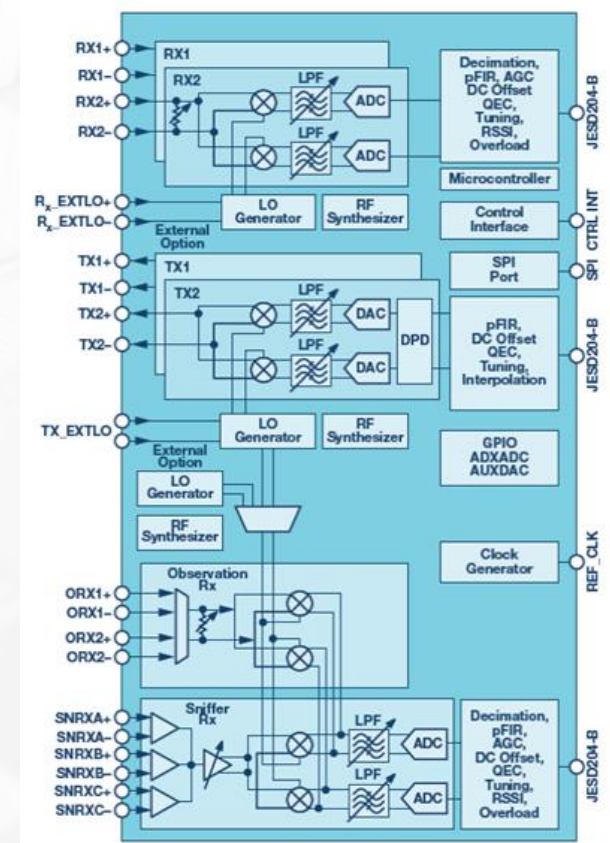 RX1+
RX1–
RX2+
RX2–
RX1
RX2
LPF
ADC
LPF
ADC
Decimation,
pFIR, AGC
DC Offset
QEC,
Tuning,
RSSI,
Overload
JESD204-B
Microcontroller
Rx_EXTLO+
Rx_EXTLO–
External
Option
LO
Generator
RF
Synthesizer
Control
Interface
CTRL INT
SPI
Port
SPI
TX1+
TX1–
TX2+
TX2–
TX1
TX2
LPF
DAC
LPF
DAC
DPD
pFIR,
DC Offset
QEC,
Tuning,
Interpolation
JESD204-B
TX_EXTLO
External
Option
LO
Generator
RF
Synthesizer
LO
Generator
RF
Synthesizer
GPIO
ADXADC
AUXDAC
Clock
Generator
REF_CLK
Observation
Rx
ORX1+
ORX1–
ORX2+
ORX2–
Sniffer
Rx
SNRXA+
SNRXA–
SNRXB+
SNRXB–
SNRXC+
SNRXC–
LPF
ADC
LPF
ADC
Decimation,
pFIR,
AGC,
DC Offset,
QEC,
Tuning,
RSSI,
Overload
JESD204-B